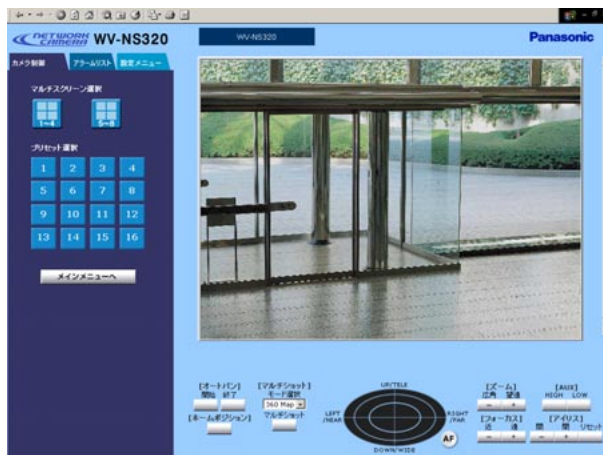 NETWORK CAMERA WV-NS320
WV-NS320
Panasonic
カメラ制御
アラームリスト
設定メニュー
マルチスクリーン選択
1~4
5~8
プリセット選択
1 2 3 4
5 6 7 8
9 10 11 12
13 14 15 16
メインメニューへ
[オートパン]
開始 終了
[ホームポジション]
[マルチショット]
モード選択
360 Map
マルチショット
UP/TELE
LEFT/NEAR
RIGHT/FAR
DOWN/WIDE
AF
[ズーム]
広角 望遠
- +
[フォーカス]
近 遠
- +
[AUX]
HIGH LOW
[アイリス]
閉 開 リセット
- +